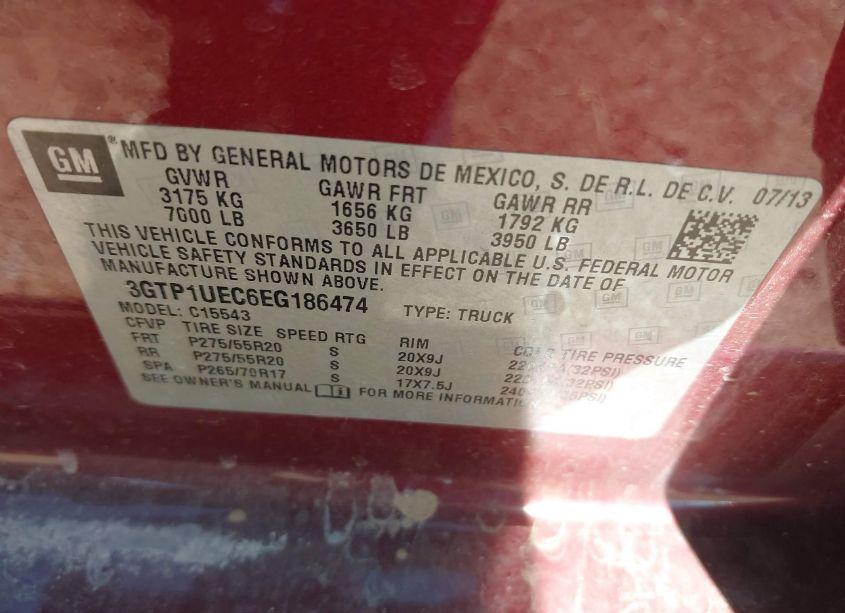 GM® MFD BY GENERAL MOTORS DE MEXICO, S. DE R.L. DE C.V. 07/13
GVWR GAWR FRT GAWR RR
3175 KG 1656 KG 1792 KG
7000 LB 3650 LB 3950 LB
THIS VEHICLE CONFORMS TO ALL APPLICABLE U.S. FEDERAL MOTOR
VEHICLE SAFETY STANDARDS IN EFFECT ON THE DATE OF
MANUFACTURE SHOWN ABOVE.
3GTP1UEC6EG186474 TYPE: TRUCK
MODEL: C15543
CFVP TIRE SIZE SPEED RTG RIM COLD TIRE PRESSURE
FRT P275/55R20 S 20X9J (32PSI)
RR P275/55R20 S 20X9J (32PSI)
SPA P265/70R17 S 17X7.5J
SEE OWNER'S MANUAL FOR MORE INFORMATION